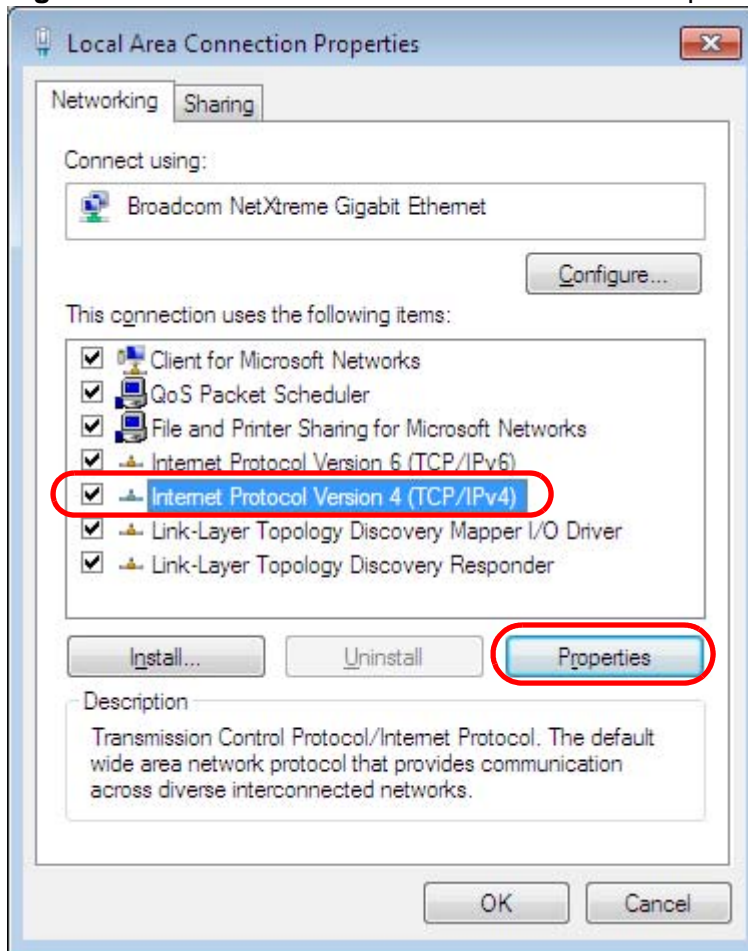 Local Area Connection Properties
Networking
Sharing
Connect using:
Broadcom NetXtreme Gigabit Ethernet
Configure...
This connection uses the following items:
Client for Microsoft Networks
QoS Packet Scheduler
File and Printer Sharing for Microsoft Networks
Internet Protocol Version 6 (TCP/IPv6)
Internet Protocol Version 4 (TCP/IPv4)
Link-Layer Topology Discovery Mapper I/O Driver
Link-Layer Topology Discovery Responder
Install...
Uninstall
Properties
Description
Transmission Control Protocol/Internet Protocol. The default
wide area network protocol that provides communication
across diverse interconnected networks.
OK
Cancel